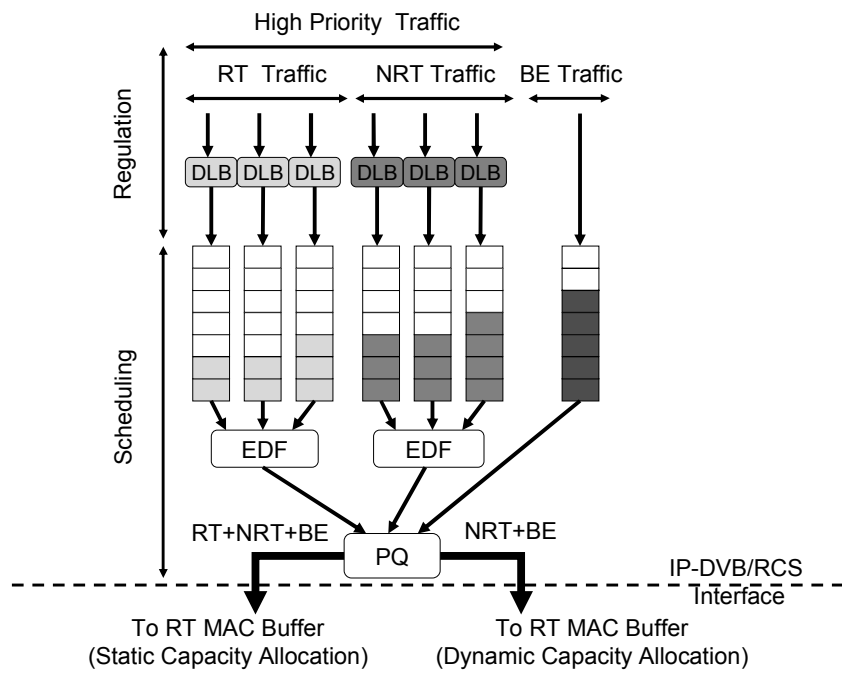 High Priority Traffic
RT Traffic
NRT Traffic
BE Traffic
Regulation
DLB DLB DLB DLB DLB DLB
Scheduling
EDF
EDF
RT+NRT+BE
PQ
NRT+BE
IP-DVB/RCS
Interface
To RT MAC Buffer
(Static Capacity Allocation)
To RT MAC Buffer
(Dynamic Capacity Allocation)